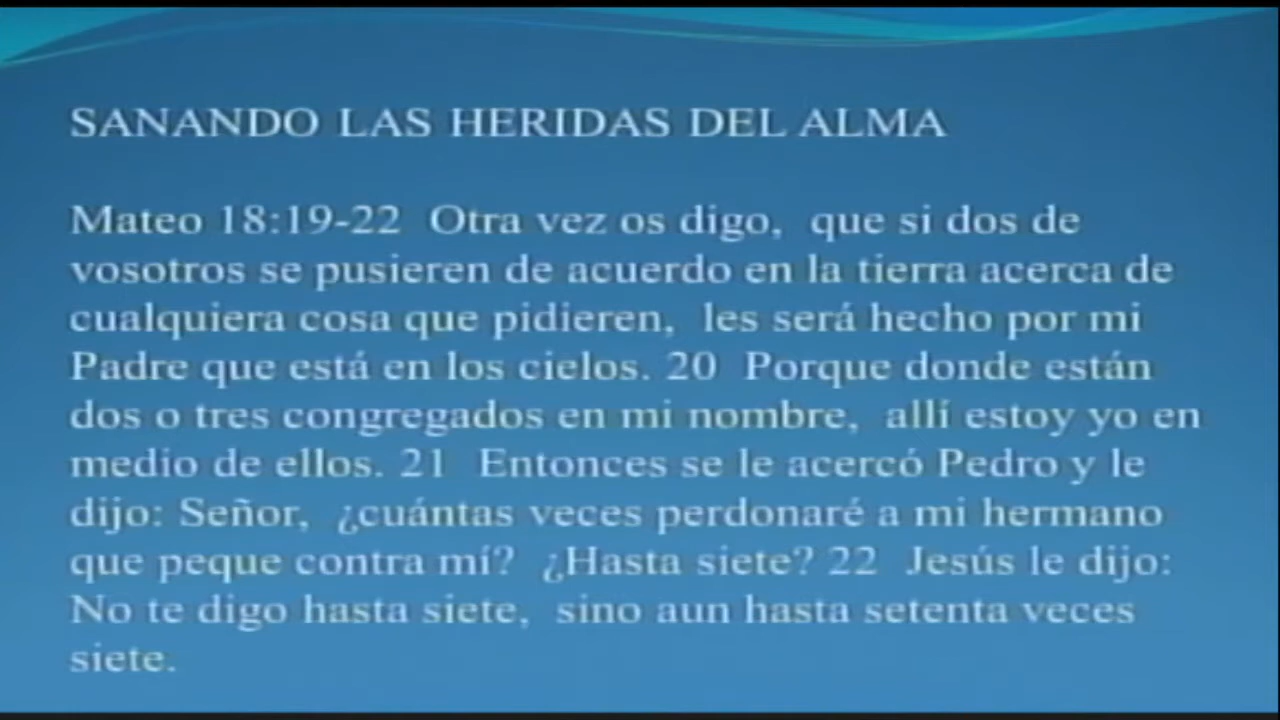 SANANDO LAS HERIDAS DEL ALMA
Mateo 18:19-22  Otra vez os digo,  que si dos de
vosotros se pusieren de acuerdo en la tierra acerca de
cualquiera cosa que pidieren,  les será hecho por mi
Padre que está en los cielos. 20  Porque donde están
dos o tres congregados en mi nombre,  allí estoy yo en
medio de ellos. 21  Entonces se le acercó Pedro y le
dijo: Señor,  ¿cuántas veces perdonaré a mi hermano
que peque contra mí?  ¿Hasta siete? 22  Jesús le dijo:
No te digo hasta siete,  sino aun hasta setenta veces
siete.